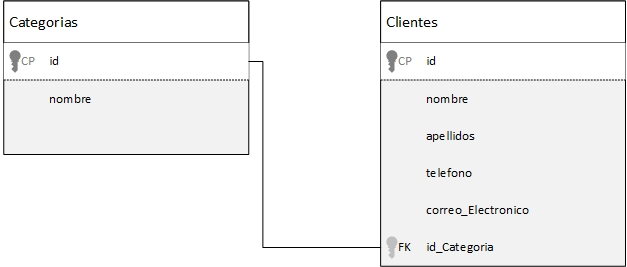 Categorias
CP id
nombre
Clientes
CP id
nombre
apellidos
telefono
correo_Electronico
FK id_Categoria